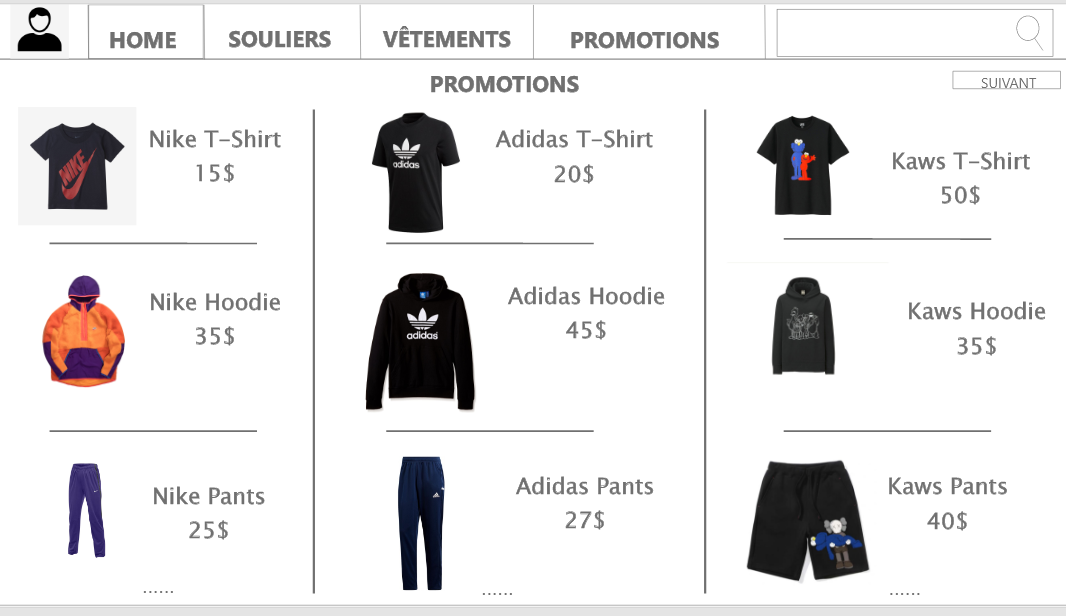 HOME
SOULIERS
VÊTEMENTS
PROMOTIONS
PROMOTIONS
SUIVANT
NIKE
Nike T-Shirt
15$
adidas
Adidas T-Shirt
20$
Kaws T-Shirt
50$
Nike Hoodie
35$
adidas
Adidas Hoodie
45$
Kaws Hoodie
35$
Nike Pants
25$
......
Adidas Pants
27$
......
Kaws Pants
40$
......